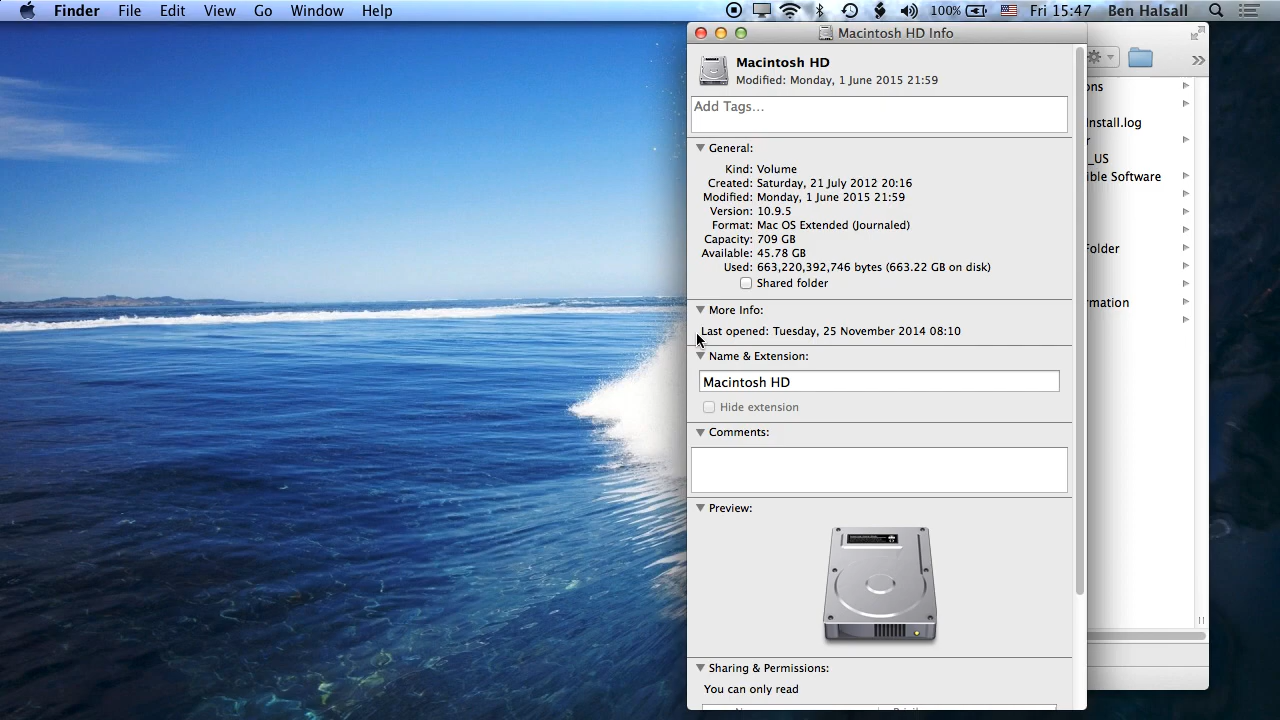 Finder File Edit View Go Window Help 100% Fri 15:47 Ben Halsall
Macintosh HD Info
Macintosh HD
Modified: Monday, 1 June 2015 21:59
Add Tags...
General:
Kind: Volume
Created: Saturday, 21 July 2012 20:16
Modified: Monday, 1 June 2015 21:59
Version: 10.9.5
Format: Mac OS Extended (Journaled)
Capacity: 709 GB
Available: 45.78 GB
Used: 663,220,392,746 bytes (663.22 GB on disk)
Shared folder
More Info:
Last opened: Tuesday, 25 November 2014 08:10
Name & Extension:
Macintosh HD
Hide extension
Comments:
Preview:
Sharing & Permissions:
You can only read
ons
nstall.log
r
_US
ible Software
Folder
rmation